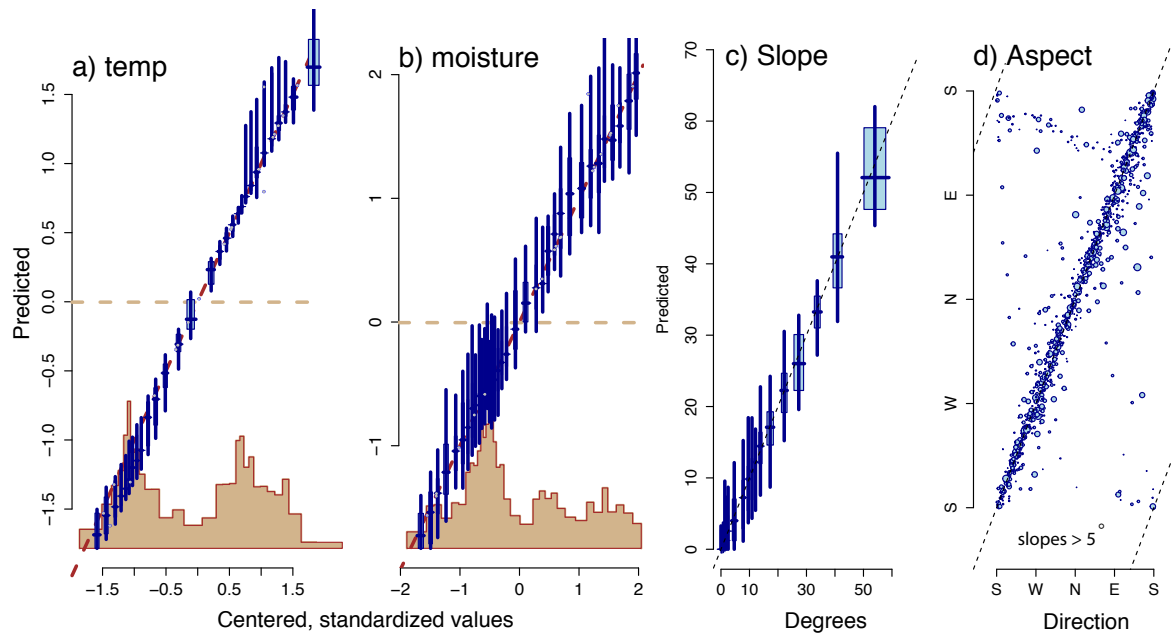 a) temp
b) moisture
c) Slope
d) Aspect
Predicted
1.5
1.0
0.5
0.0
−0.5
−1.0
−1.5
−1.5
−0.5
0.5
1.5
2
1
0
−1
−2
−1
0
1
2
Centered, standardized values
Predicted
70
60
50
40
30
20
10
0
0
10
30
50
Degrees
S
E
N
W
S
slopes > 5°
S
W
N
E
S
Direction